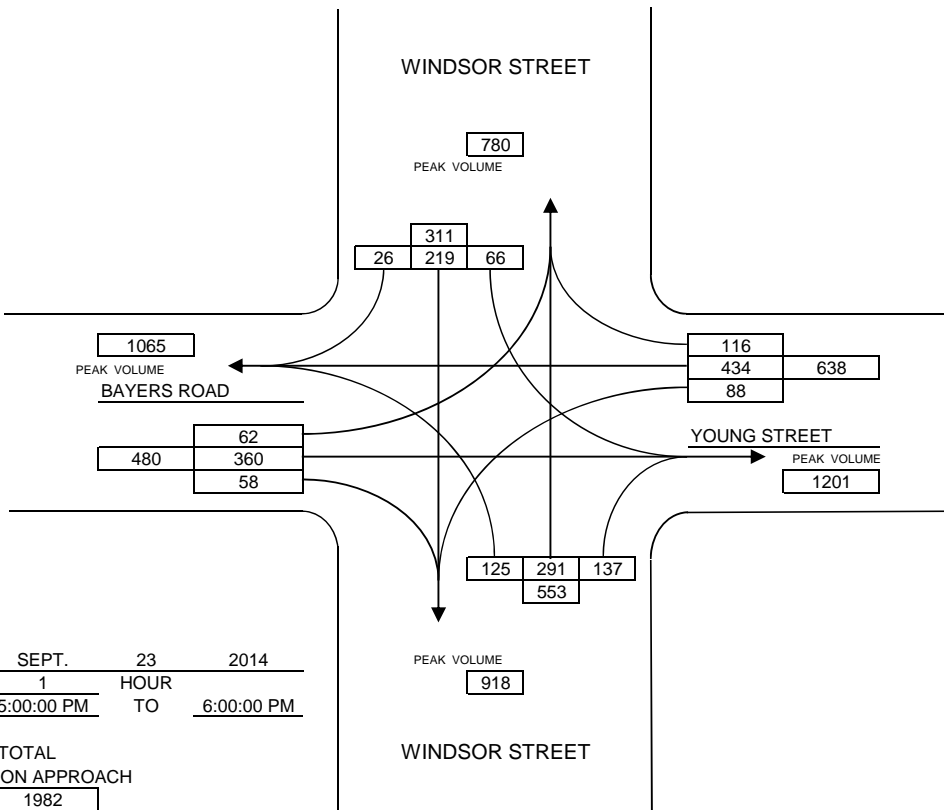 WINDSOR STREET
780
PEAK VOLUME
311
26 219 66
1065
PEAK VOLUME
BAYERS ROAD
116
434 638
88
62
480 360
58
YOUNG STREET
PEAK VOLUME
1201
125 291 137
553
SEPT. 23 2014
1 HOUR
5:00:00 PM TO 6:00:00 PM
PEAK VOLUME
918
TOTAL
ON APPROACH
1982
WINDSOR STREET